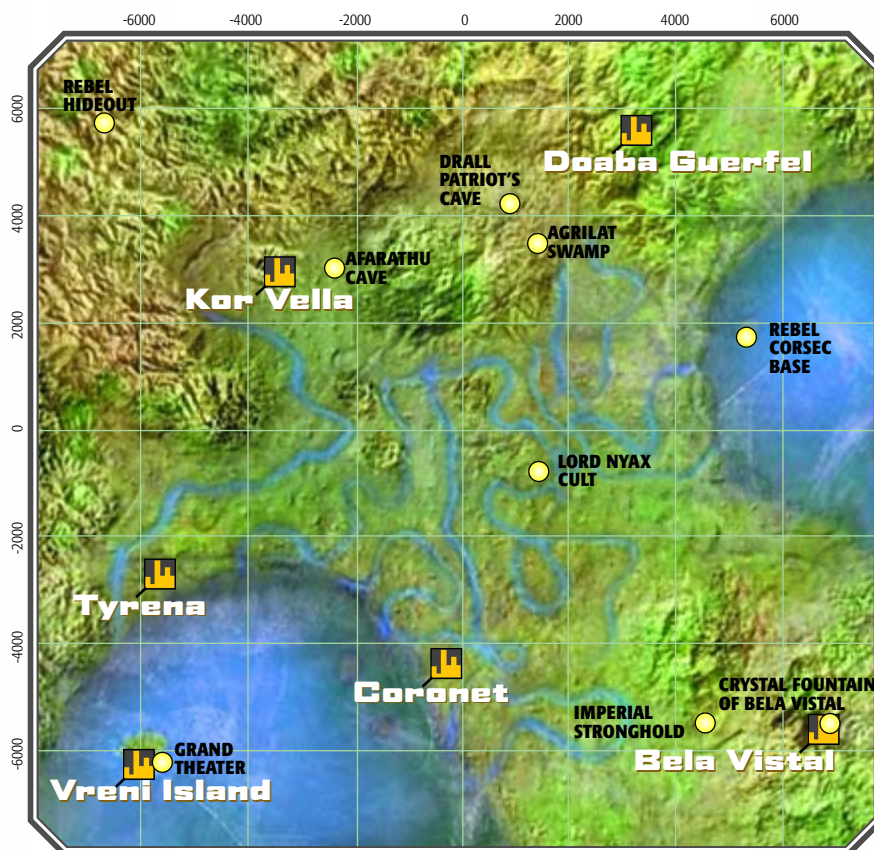 -6000 -4000 -2000 0 2000 4000 6000
6000
4000
2000
0
2000
-4000
-6000
REBEL
HIDEOUT
DRALL
PATRIOT'S
CAVE
Doaba Guerfel
AGRILAT
SWAMP
AFARATHU
CAVE
Kor Vella
REBEL
CORSEC
BASE
LORD NYAX
CULT
Tyrena
Coronet
CRYSTAL FOUNTAIN
OF BELA VISTAL
IMPERIAL
STRONGHOLD
Bela Vistal
GRAND
THEATER
Vreni Island